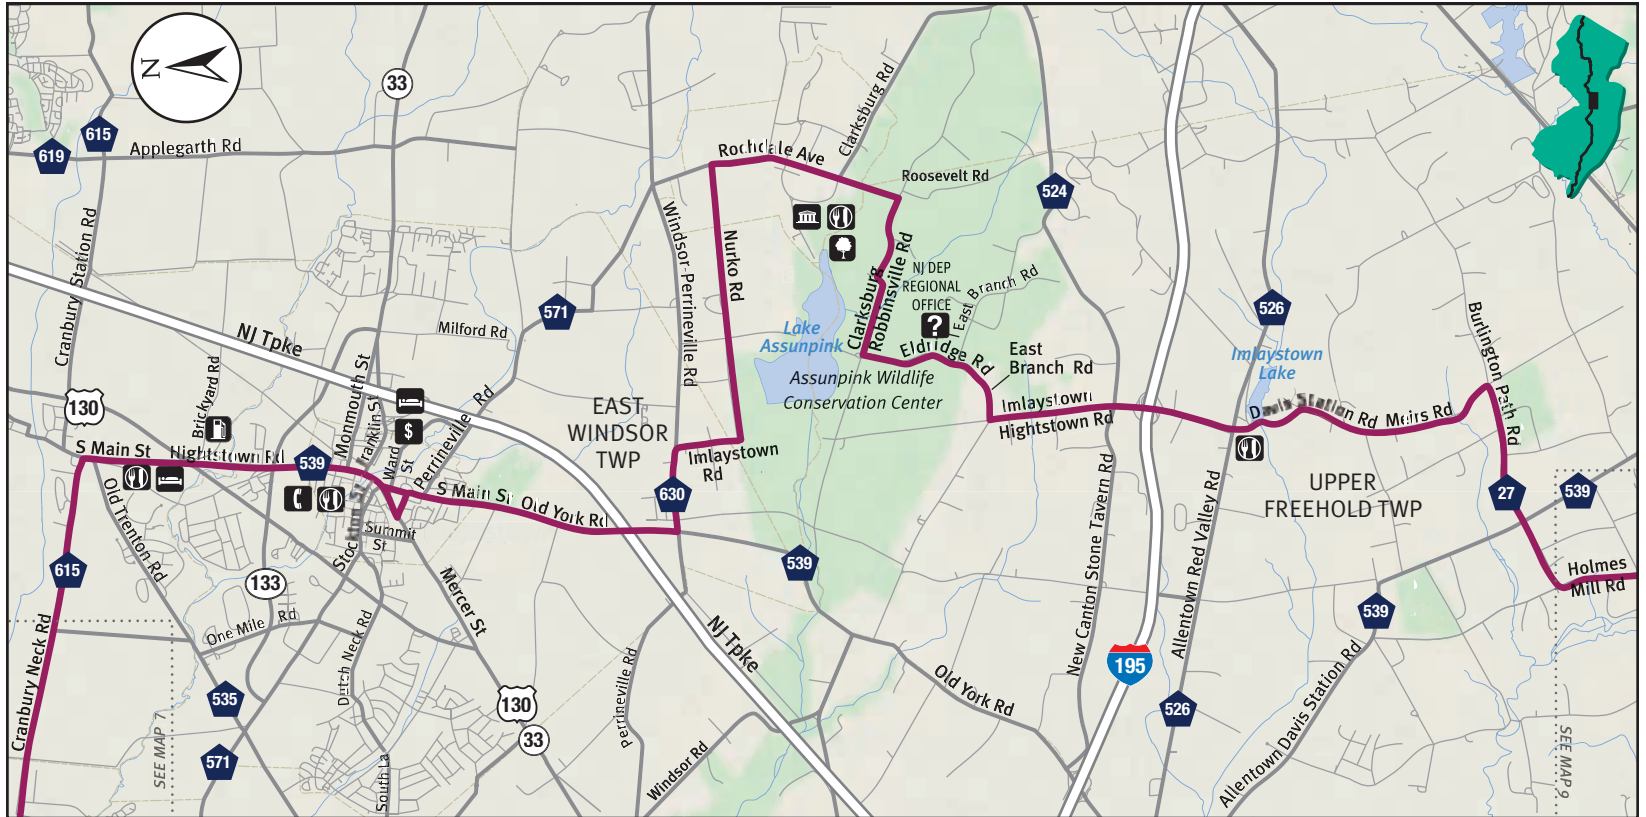 N
33
615
619
Applegarth Rd
Cranbury Station Rd
NJ Tpke
130
Brickyard Rd
S Main St
Hightstown Rd
539
Monmouth St
Franklin St
Ward St
Perrineville Rd
Milford Rd
571
Old Trenton Rd
615
Cranbury Neck Rd
133
Stockton St
Summit
St
S Main St
Old York Rd
Mercer St
One Mile Rd
Dutch Neck Rd
535
571
SEE MAP 7
South La
130
33
EAST
WINDSOR
TWP
Windsor-Perrineville Rd
Nurko Rd
Rochdale Ave
Clarksburg Rd
Roosevelt Rd
Imlaystown
Rd
630
$
Lake
Assunpink
Clarksburg
Robbinsville Rd
NJ DEP
REGIONAL
OFFICE
?
East Branch Rd
Eldridge Rd
East
Branch Rd
Assunpink Wildlife
Conservation Center
Imlaystown
Hightstown Rd
524
539
NJ Tpke
Perrineville Rd
Windsor Rd
Old York Rd
New Canton Stone Tavern Rd
195
Allentown Red Valley Rd
526
526
Imlaystown
Lake
Davis Station Rd
Meirs Rd
Burlington Path Rd
UPPER
FREEHOLD TWP
27
539
Holmes
Mill Rd
539
Allentown Davis Station Rd
SEE MAP 9